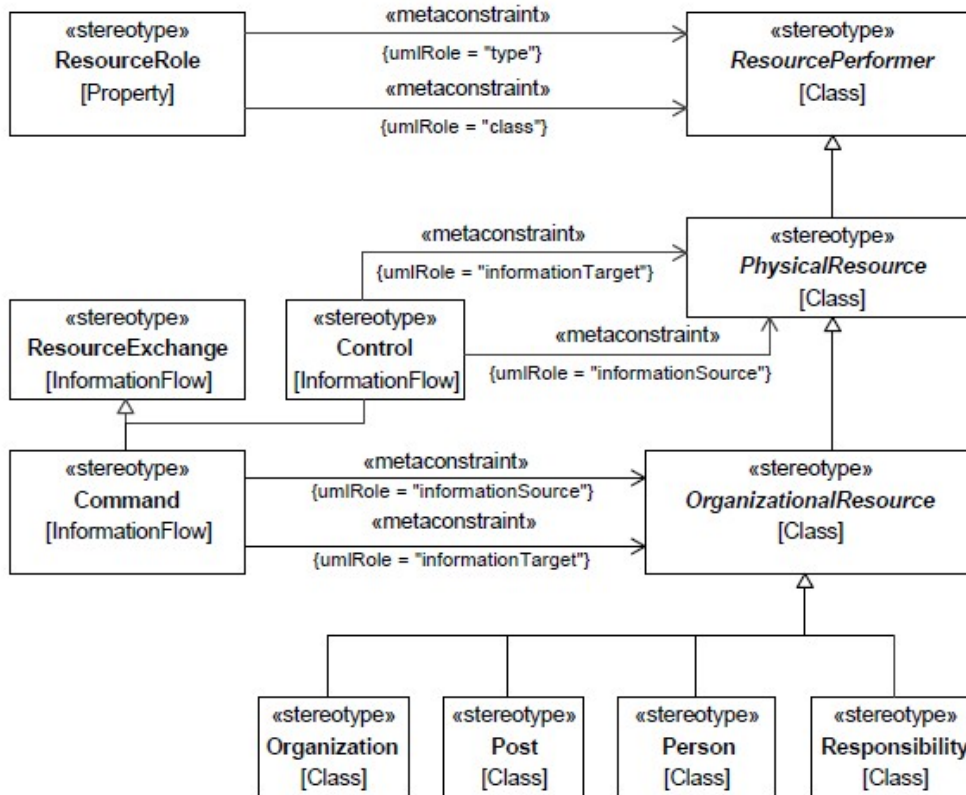 «stereotype»
ResourceRole
[Property]
«metaconstraint»
{umlRole = "type"}
«metaconstraint»
{umlRole = "class"}
«stereotype»
ResourcePerformer
[Class]
«metaconstraint»
{umlRole = "informationTarget"}
«stereotype»
PhysicalResource
[Class]
«stereotype»
ResourceExchange
[InformationFlow]
«stereotype»
Control
[InformationFlow]
«metaconstraint»
{umlRole = "informationSource"}
«stereotype»
Command
[InformationFlow]
«metaconstraint»
{umlRole = "informationSource"}
«metaconstraint»
{umlRole = "informationTarget"}
«stereotype»
OrganizationalResource
[Class]
«stereotype»
Organization
[Class]
«stereotype»
Post
[Class]
«stereotype»
Person
[Class]
«stereotype»
Responsibility
[Class]